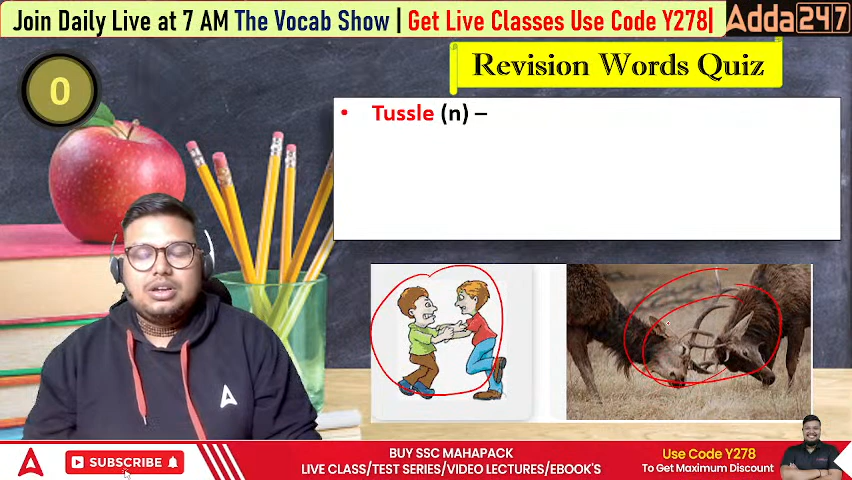 Join Daily Live at 7 AM The Vocab Show | Get Live Classes Use Code Y278|
Adda247
0
Revision Words Quiz
• Tussle (n) –
SUBSCRIBE
BUY SSC MAHAPACK
LIVE CLASS/TEST SERIES/VIDEO LECTURES/EBOOK'S
Use Code Y278
To Get Maximum Discount